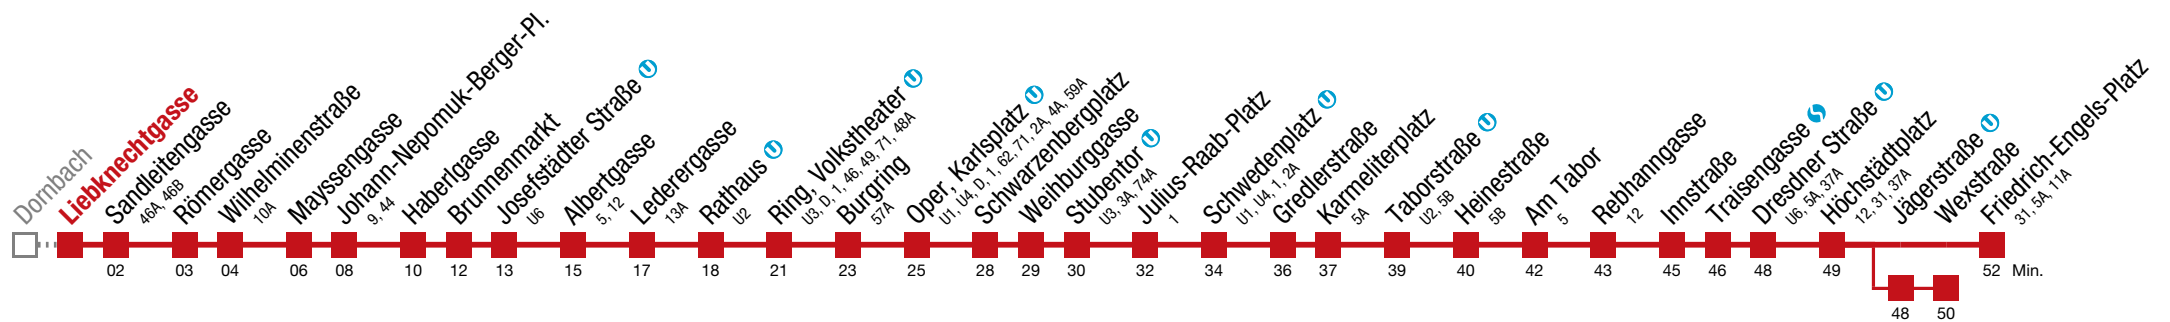 Dornbach
Liebknechtgasse
Sandleitengasse
46A, 46B
Römergasse
Wilhelminenstraße
10A
Mayssengasse
Johann-Nepomuk-Berger-Pl.
9, 44
Haberlgasse
Brunnenmarkt
Josefstädter Straße U
U6
Albertgasse
5, 12
Lederergasse
13A
Rathaus U
U2
Ring, Volkstheater U
U3, D, 1, 46, 49, 71, 48A
Burgring
57A
Oper, Karlsplatz U
U1, U4, D, 1, 62, 71, 2A, 4A, 59A
Schwarzenbergplatz
Weihburggasse
Stubentor U
U3, 3A, 74A
Julius-Raab-Platz
1
Schwedenplatz U
U1, U4, 1, 2A
Gredlerstraße
Karmeliterplatz
5A
Taborstraße U
U2, 5B
Heinestraße
5B
Am Tabor
5
Rebhanngasse
12
Innstraße
Traisengasse
Dresdner Straße U
U6, 5A, 37A
Höchstädtplatz
12, 31, 37A
Jägerstraße U
Wexstraße
Friedrich-Engels-Platz
31, 5A, 11A
02 03 04 06 08 10 12 13 15 17 18 21 23 25 28 29 30 32 34 36 37 39 40 42 43 45 46 48 49 52 Min.
48 50